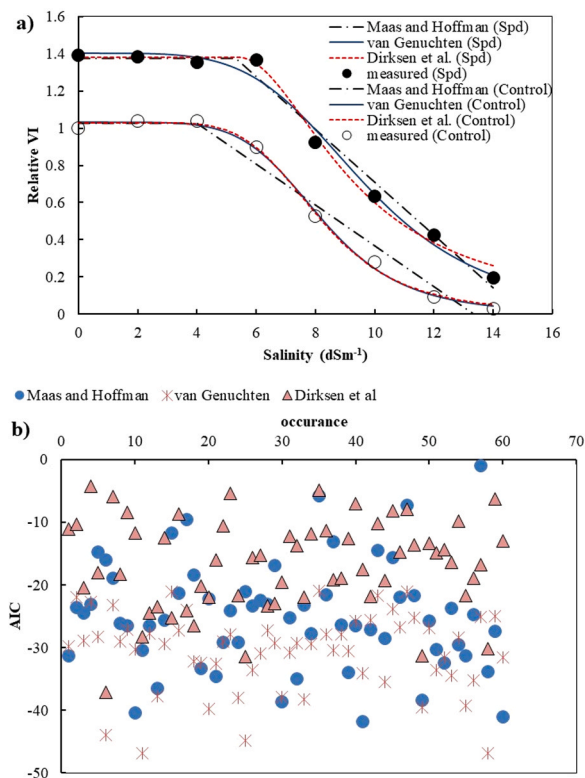 a)
1.6
1.4
1.2
1
0.8
0.6
0.4
0.2
0
Relative VI
Maas and Hoffman (Spd)
van Genuchten (Spd)
Dirksen et al. (Spd)
measured (Spd)
Maas and Hoffman (Control)
van Genuchten (Control)
Dirksen et al. (Control)
measured (Control)
0 2 4 6 8 10 12 14 16
Salinity (dSm-1)
Maas and Hoffman van Genuchten Dirksen et al
b)
occurance
0 10 20 30 40 50 60 70
0
-10
-20
-30
-40
-50
AIC